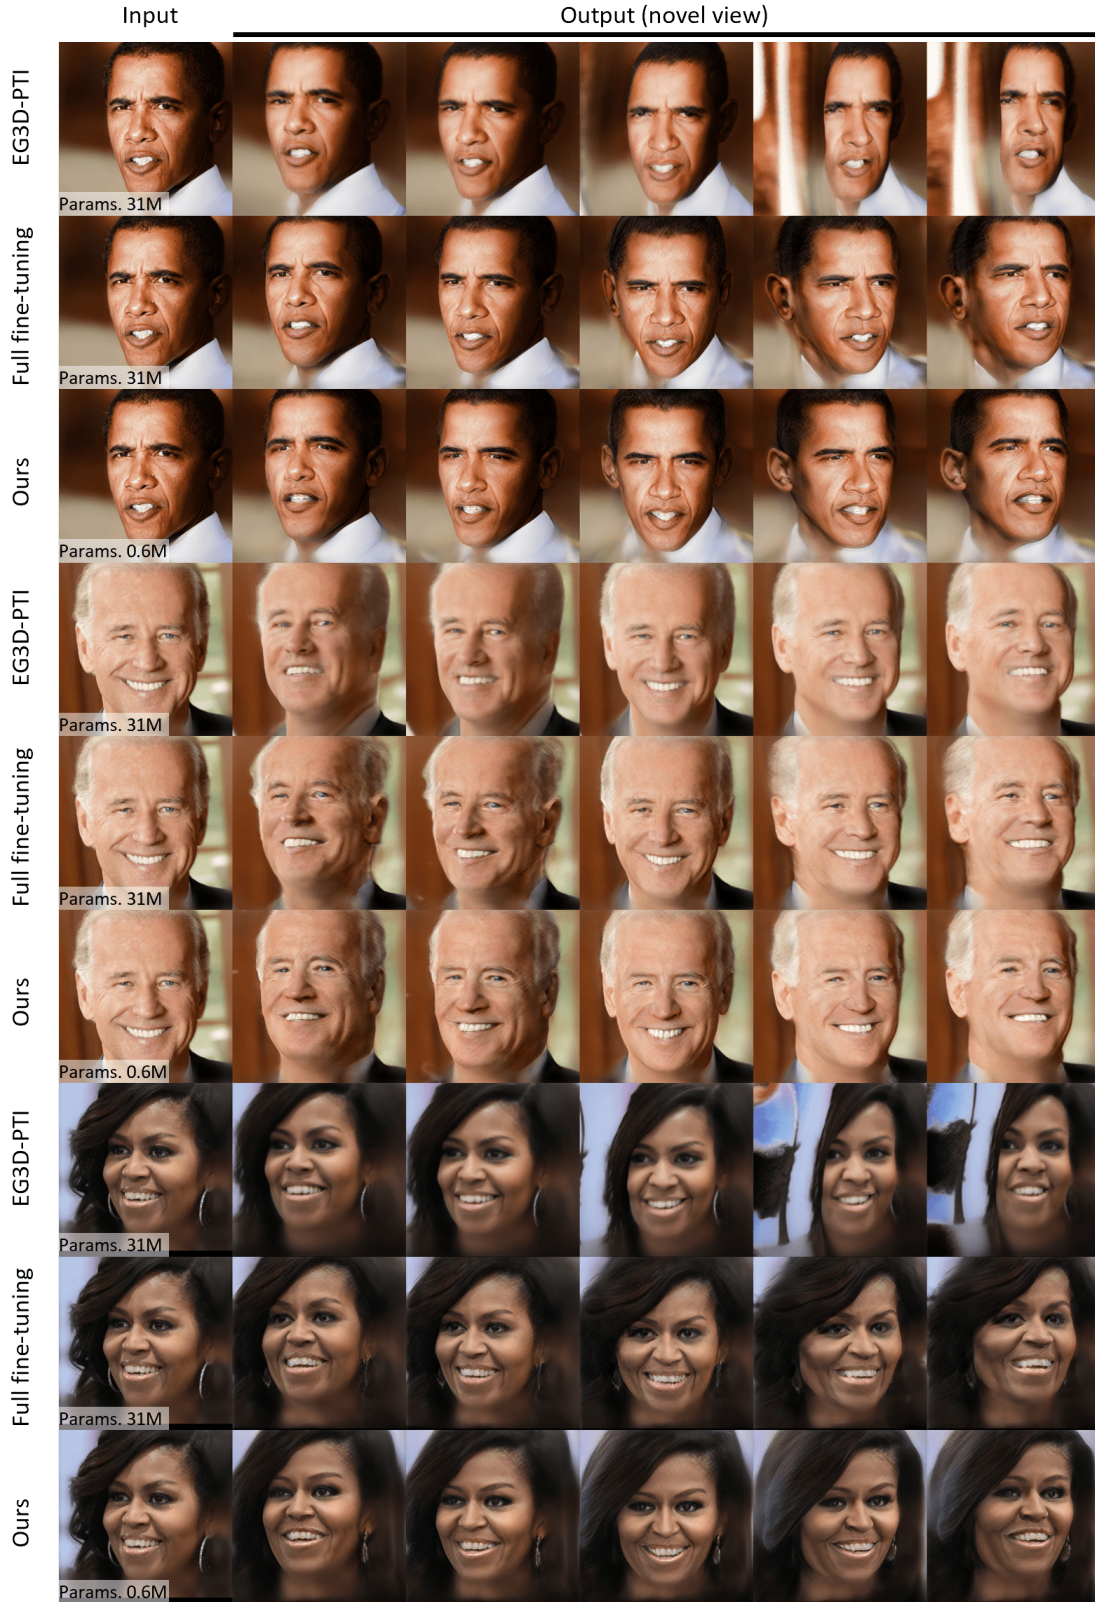 Input
Output (novel view)
EG3D-PTI
Params. 31M
Full fine-tuning
Params. 31M
Ours
Params. 0.6M
EG3D-PTI
Params. 31M
Full fine-tuning
Params. 31M
Ours
Params. 0.6M
EG3D-PTI
Params. 31M
Full fine-tuning
Params. 31M
Ours
Params. 0.6M